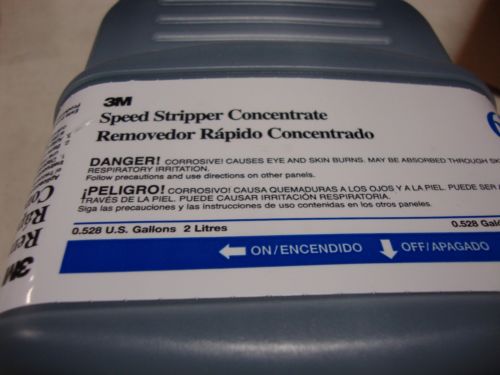 3M
Speed Stripper Concentrate
Removedor Rápido Concentrado
DANGER! CORROSIVE! CAUSES EYE AND SKIN BURNS. MAY BE ABSORBED THROUGH
RESPIRATORY IRRITATION.
Follow precautions and use directions on other panels.
¡PELIGRO! CORROSIVO! CAUSA QUEMADURAS A LOS OJOS Y A LA PIEL. PUEDE SER
TRAVÉS DE LA PIEL. PUEDE CAUSAR IRRITACIÓN RESPIRATORIA.
Siga las precauciones y las instrucciones de uso contenidas en los otros panels.
0.528 U.S. Gallons 2 Litres
0.528
ON/ENCENDIDO
OFF/APAGADO
3M